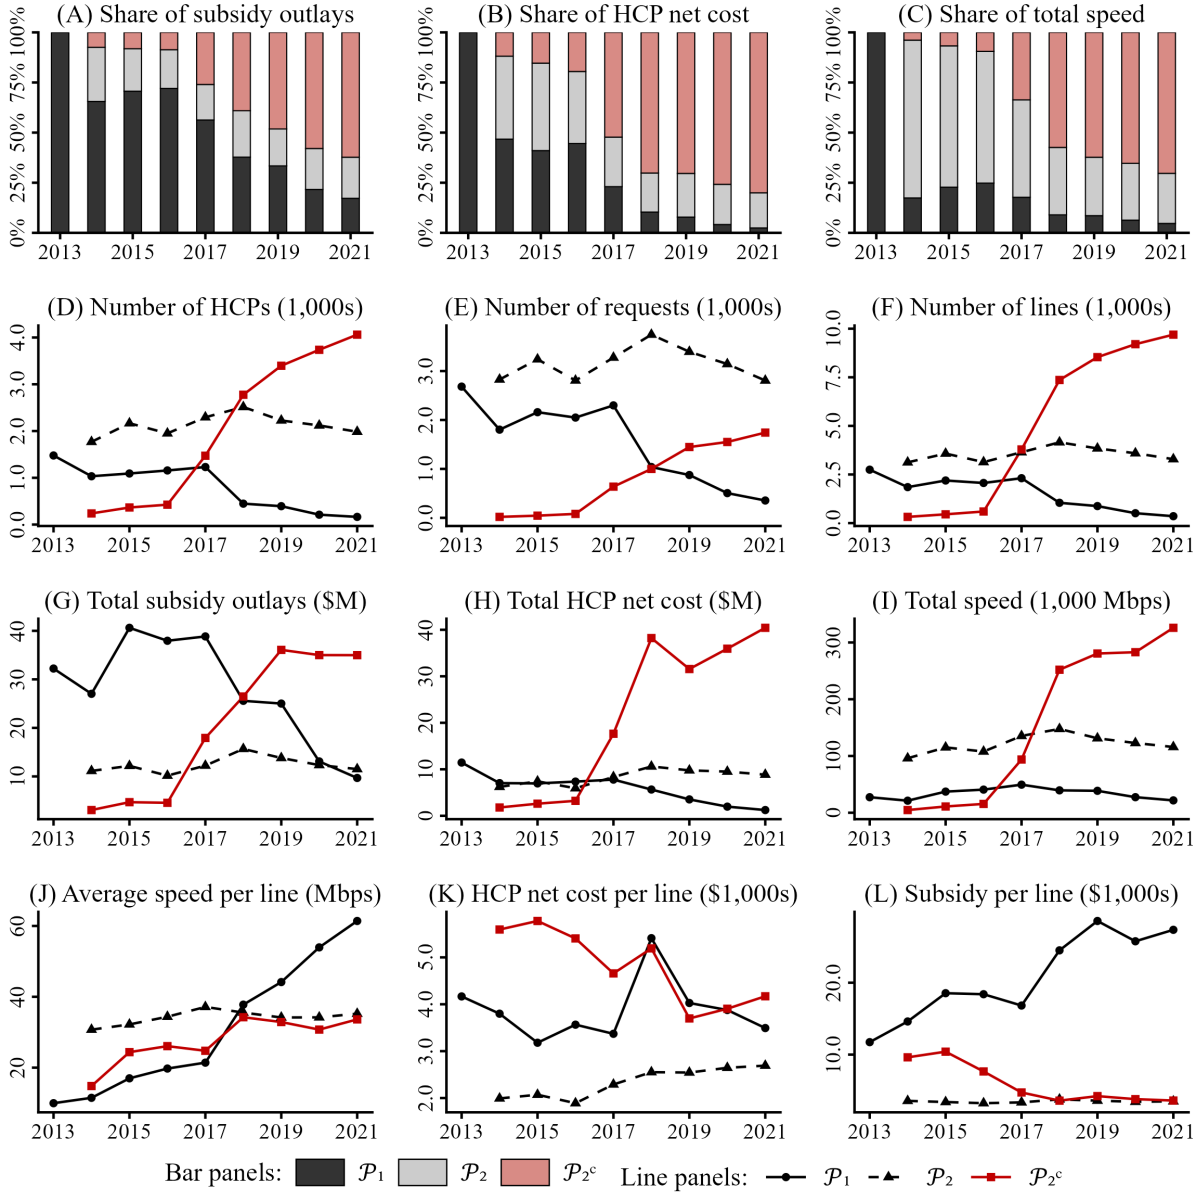 (A) Share of subsidy outlays
(B) Share of HCP net cost
(C) Share of total speed
0% 25% 50% 75% 100%
0% 25% 50% 75% 100%
0% 25% 50% 75% 100%
2013 2015 2017 2019 2021
2013 2015 2017 2019 2021
2013 2015 2017 2019 2021
(D) Number of HCPs (1,000s)
(E) Number of requests (1,000s)
(F) Number of lines (1,000s)
0.0 1.0 2.0 3.0 4.0
0.0 1.0 2.0 3.0
0.0 2.5 5.0 7.5 10.0
2013 2015 2017 2019 2021
2013 2015 2017 2019 2021
2013 2015 2017 2019 2021
(G) Total subsidy outlays ($M)
(H) Total HCP net cost ($M)
(I) Total speed (1,000 Mbps)
10 20 30 40
0 10 20 30 40
0 100 200 300
2013 2015 2017 2019 2021
2013 2015 2017 2019 2021
2013 2015 2017 2019 2021
(J) Average speed per line (Mbps)
(K) HCP net cost per line ($1,000s)
(L) Subsidy per line ($1,000s)
20 40 60
2.0 3.0 4.0 5.0
10.0 20.0
2013 2015 2017 2019 2021
2013 2015 2017 2019 2021
2013 2015 2017 2019 2021
Bar panels: 𝒫₁ 𝒫₂ 𝒫₂ᶜ Line panels: 𝒫₁ 𝒫₂ 𝒫₂ᶜ